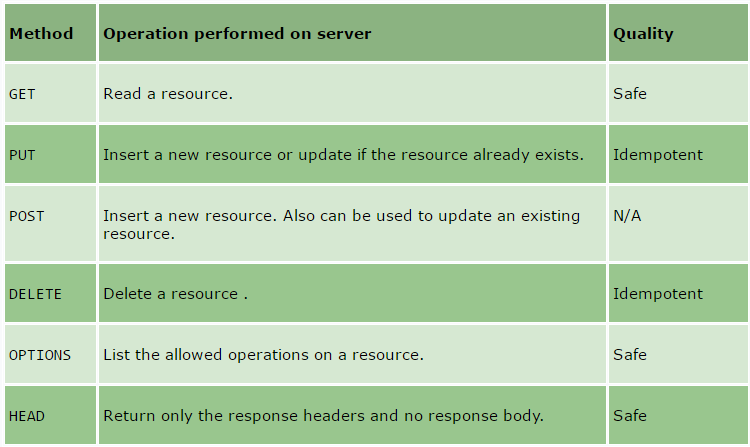 Method Operation performed on server Quality
GET Read a resource. Safe
PUT Insert a new resource or update if the resource already exists. Idempotent
POST Insert a new resource. Also can be used to update an existing N/A
resource.
DELETE Delete a resource . Idempotent
OPTIONS List the allowed operations on a resource. Safe
HEAD Return only the response headers and no response body. Safe